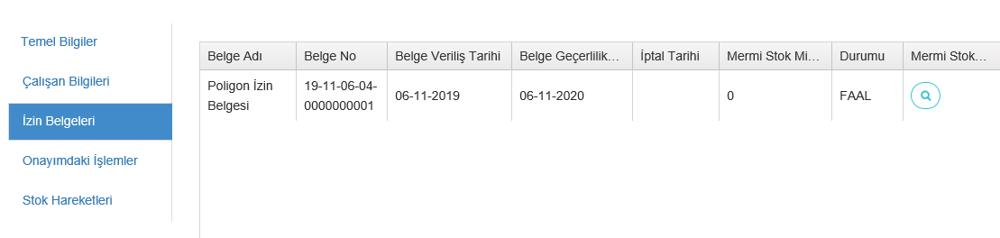 Temel Bilgiler
Çalışan Bilgileri
İzin Belgeleri
Onayımdaki İşlemler
Stok Hareketleri
Belge Adı Belge No Belge Veriliş Tarihi Belge Geçerlilik... İptal Tarihi Mermi Stok Mi... Durumu Mermi Stok...
Poligon İzin 19-11-06-04- 06-11-2019 06-11-2020 0 FAAL
Belgesi 0000000001